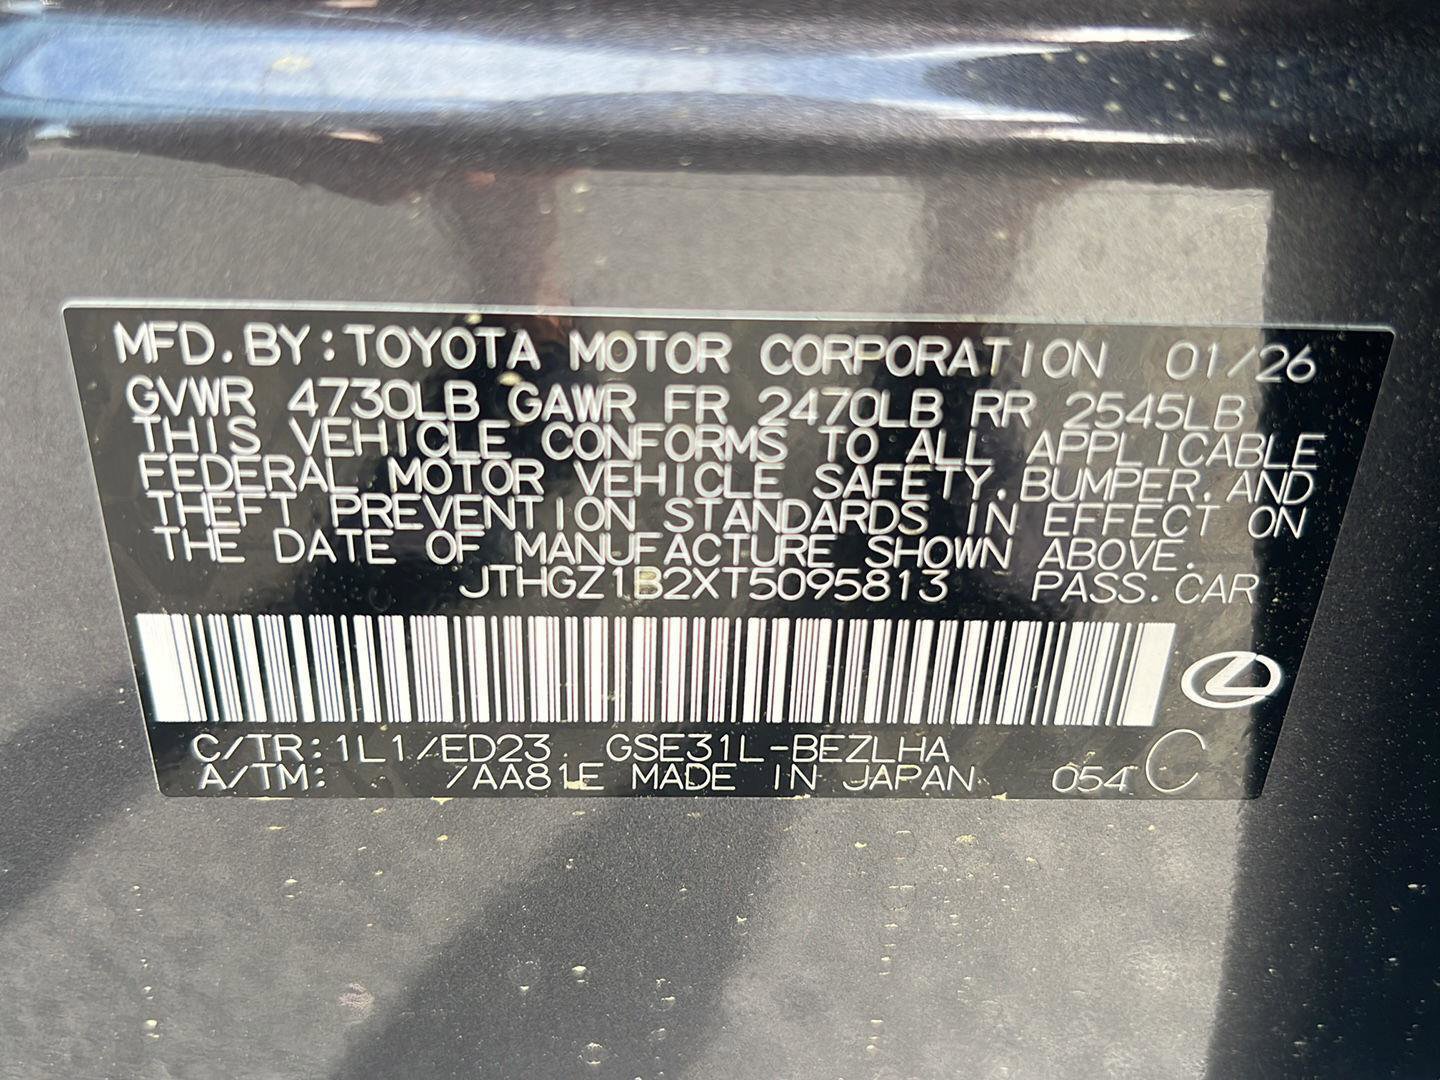 MFD. BY: TOYOTA MOTOR CORPORATION 01/26
GVWR 4730LB GAWR FR 2470LB RR 2545LB
THIS VEHICLE CONFORMS TO ALL APPLICABLE
FEDERAL MOTOR VEHICLE SAFETY, BUMPER, AND
THEFT PREVENTION STANDARDS IN EFFECT ON
THE DATE OF MANUFACTURE SHOWN ABOVE.
JTHGZ1B2XT5095813 PASS. CAR
C/TR: 1L1/ED23 GSE31L-BEZLHA
A/TM: /AA81E MADE IN JAPAN 054 C